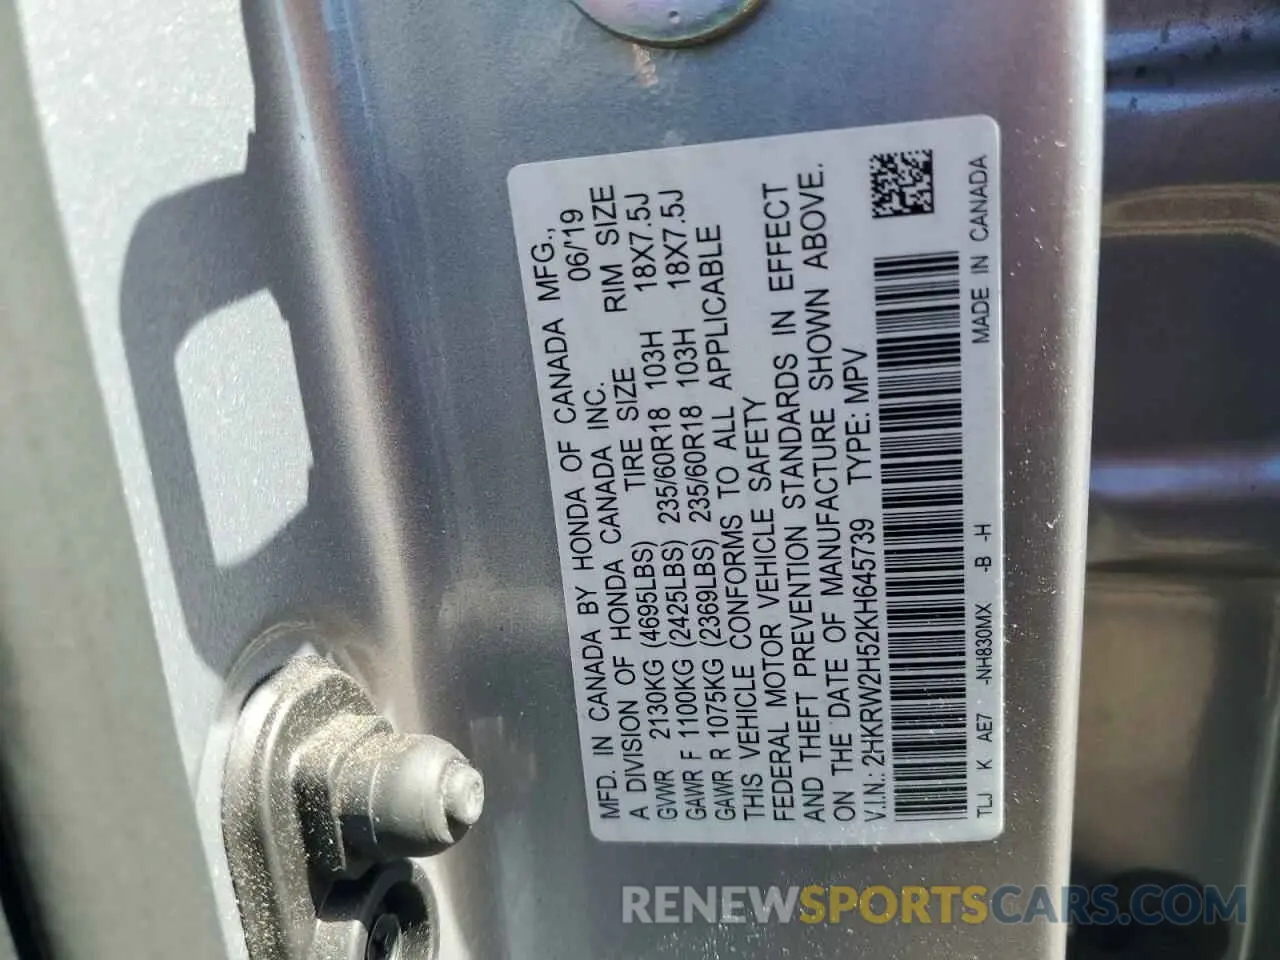 MFD. IN CANADA BY HONDA OF CANADA MFG.,
A DIVISION OF HONDA CANADA INC. 06/'19
GVWR 2130KG (4695LBS) TIRE SIZE RIM SIZE
GAWR F 1100KG (2425LBS) 235/60R18 103H 18X7.5J
GAWR R 1075KG (2369LBS) 235/60R18 103H 18X7.5J
THIS VEHICLE CONFORMS TO ALL APPLICABLE
FEDERAL MOTOR VEHICLE SAFETY
AND THEFT PREVENTION STANDARDS IN EFFECT
ON THE DATE OF MANUFACTURE SHOWN ABOVE.
V.I.N.: 2HKRW2H52KH645739 TYPE: MPV
TLJ K AE7 -NH830MX -B -H MADE IN CANADA
RENEWSPORTSCARS.COM